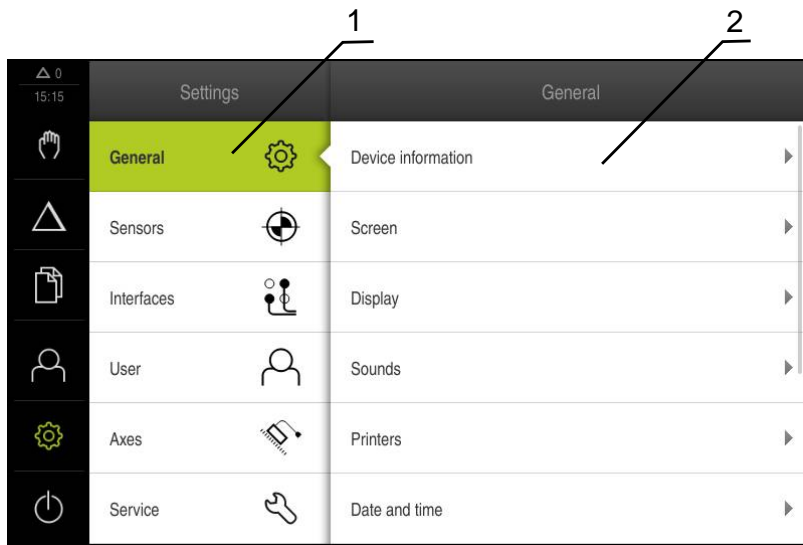 1
2
0
15:15
Settings
General
General
Sensors
Interfaces
User
Axes
Service
Device information
Screen
Display
Sounds
Printers
Date and time